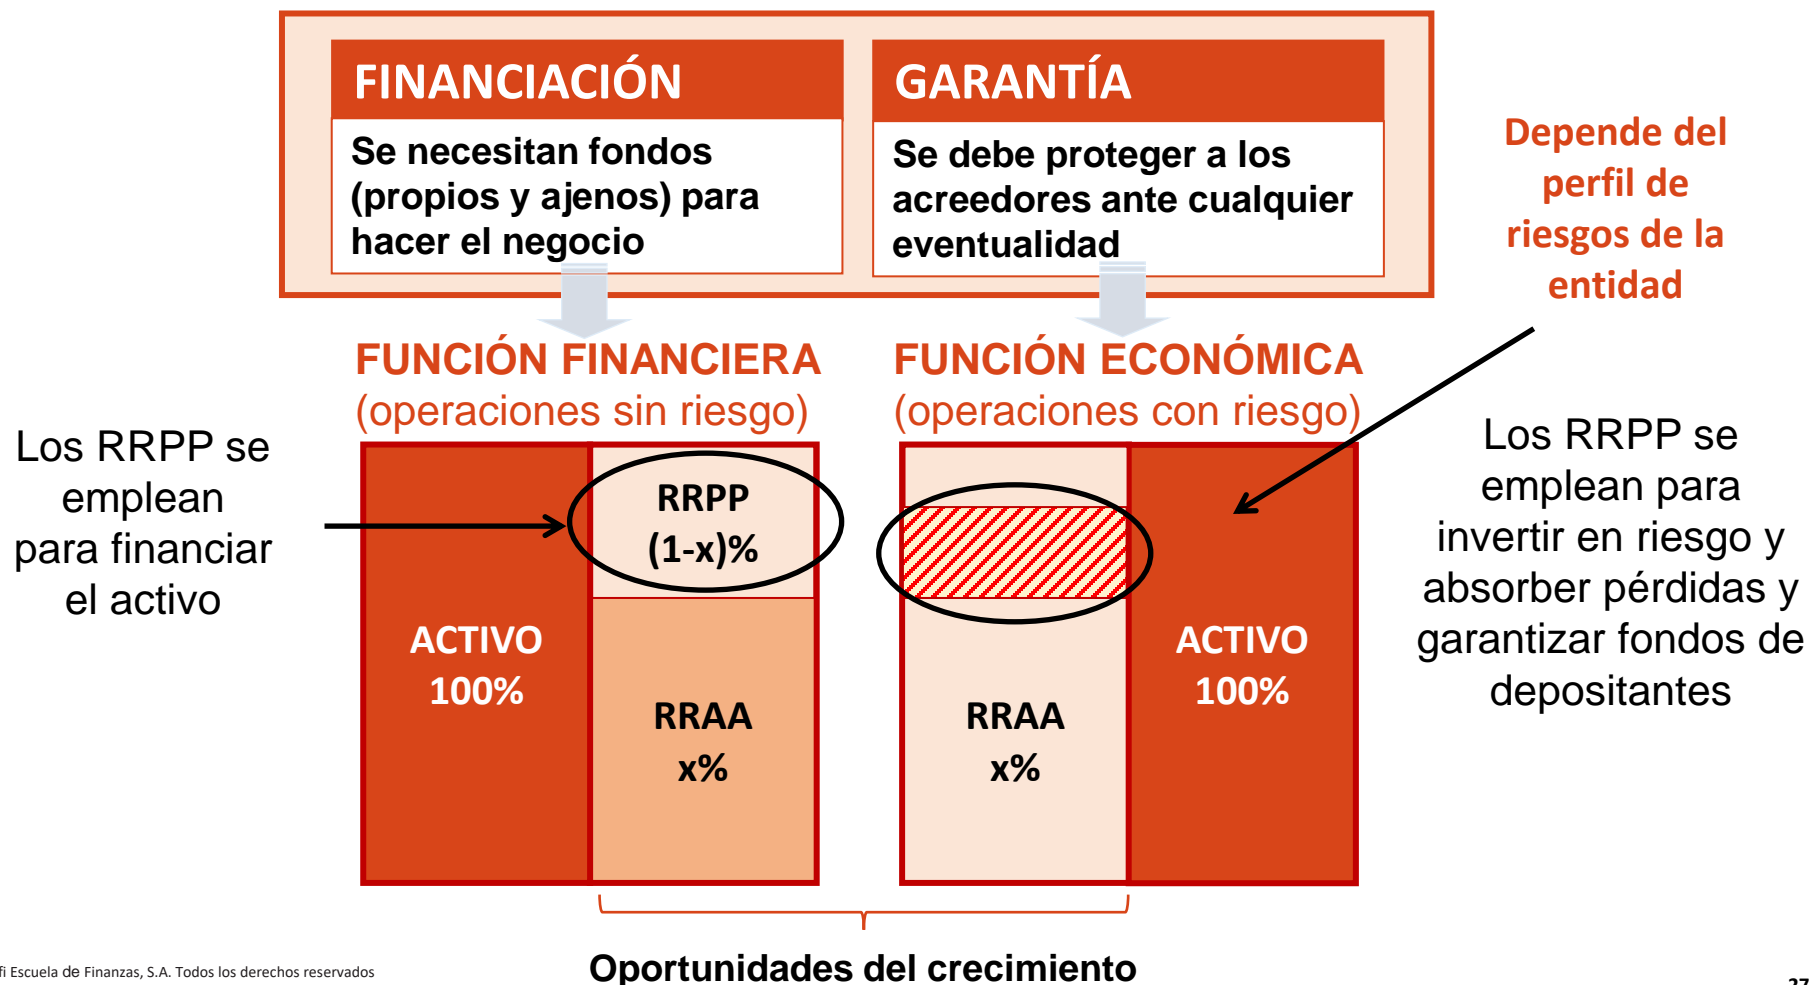 FINANCIACIÓN
Se necesitan fondos
(propios y ajenos) para
hacer el negocio
GARANTÍA
Se debe proteger a los
acreedores ante cualquier
eventualidad
Depende del
perfil de
riesgos de la
entidad
FUNCIÓN FINANCIERA
(operaciones sin riesgo)
FUNCIÓN ECONÓMICA
(operaciones con riesgo)
Los RRPP se
emplean
para financiar
el activo
ACTIVO
100%
RRPP
(1-x)%
RRAA
x%
RRAA
x%
ACTIVO
100%
Los RRPP se
emplean para
invertir en riesgo y
absorber pérdidas y
garantizar fondos de
depositantes
Oportunidades del crecimiento
fi Escuela de Finanzas, S.A. Todos los derechos reservados
27